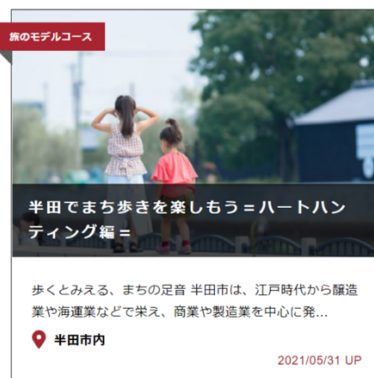 旅のモデルコース
半田でまち歩きを楽しもう＝ハートハン
ティング編＝
歩くとみえる、まちの足音 半田市は、江戸時代から醸造
業や海運業などで栄え、商業や製造業を中心に発...
半田市内
2021/05/31 UP